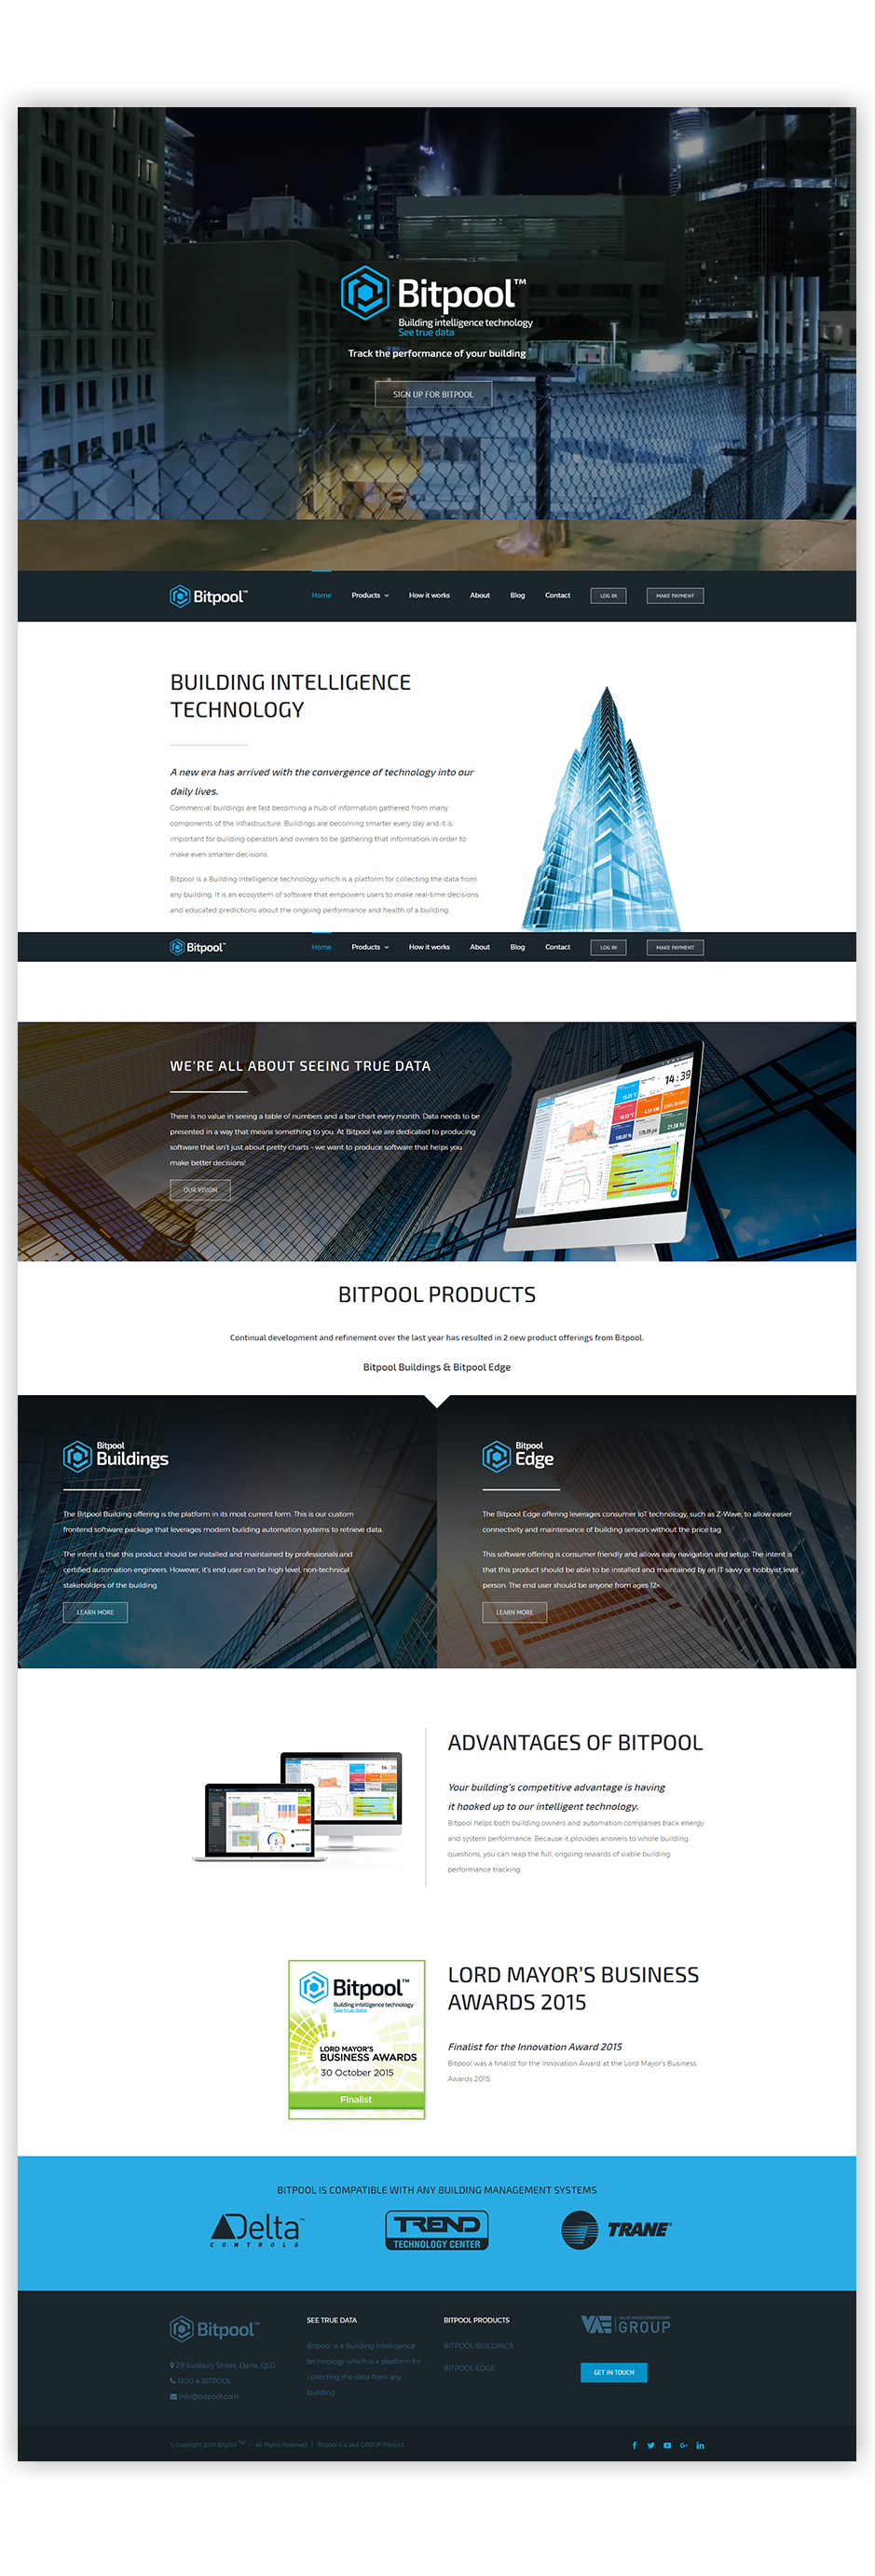 Bitpool™
Building intelligence technology
See true data
Track the performance of your building
SIGN UP FOR BITPOOL
Bitpool™
Home
Products
How it works
About
Blog
Contact
LOG IN
MAKE PAYMENT
BUILDING INTELLIGENCE
TECHNOLOGY
A new era has arrived with the convergence of technology into our
daily lives.
Commercial buildings are fast becoming a hub of information gathered from many
components of the infrastructure. Buildings are becoming smarter every day and it is
important for building operators and owners to be gathering that information in order to
make even smarter decisions.
Bitpool is a Building Intelligence technology which is a platform for collecting the data from
any building. It is an ecosystem of software that empowers users to make real-time decisions
and educated predictions about the ongoing performance and health of a building.
Bitpool™
Home
Products
How it works
About
Blog
Contact
LOG IN
MAKE PAYMENT
WE'RE ALL ABOUT SEEING TRUE DATA
There is no value in seeing a table of numbers and a bar chart every month. Data needs to be
presented in a way that means something to you. At Bitpool we are dedicated to producing
software that isn't just about pretty charts - we want to produce software that helps you
make better decisions!
OUR VISION
14:39
BITPOOL PRODUCTS
Continual development and refinement over the last year has resulted in 2 new product offerings from Bitpool.
Bitpool Buildings & Bitpool Edge
Bitpool
Buildings
The Bitpool Building offering is the platform in its most current form. This is our custom
frontend software package that leverages modern building automation systems to retrieve data.
The intent is that this product should be installed and maintained by professionals and
certified automation engineers. However, it's end user can be high level, non-technical
stakeholders of the building.
LEARN MORE
Bitpool
Edge
The Bitpool Edge offering leverages consumer IoT technology, such as Z-Wave, to allow easier
connectivity and maintenance of building sensors without the price tag
This software offering is consumer friendly and allows easy navigation and setup. The intent is
that this product should be able to be installed and maintained by an IT savvy or hobbyist level
person. The end user should be anyone from ages 12+.
LEARN MORE
14:39
ADVANTAGES OF BITPOOL
Your building's competitive advantage is having
it hooked up to our intelligent technology.
Bitpool helps both building owners and automation companies track energy
and system performance. Because it provides answers to whole building
questions, you can reap the full, ongoing rewards of viable building
performance tracking.
Bitpool™
Building intelligence technology
See true data
LORD MAYOR'S
BUSINESS AWARDS
30 October 2015
Finalist
LORD MAYOR'S BUSINESS
AWARDS 2015
Finalist for the Innovation Award 2015
Bitpool was a finalist for the Innovation Award at the Lord Mayor's Business
Awards 2015.
BITPOOL IS COMPATIBLE WITH ANY BUILDING MANAGEMENT SYSTEMS
Delta™
CONTROLS
TREND
TECHNOLOGY CENTER
TRANE
Bitpool™
29 Sudbury Street, Darra, QLD
1300 4 BITPOOL
info@bitpool.com
SEE TRUE DATA
Bitpool is a Building Intelligence
technology which is a platform for
collecting the data from any
building.
BITPOOL PRODUCTS
BITPOOL BUILDINGS
BITPOOL EDGE
VAE VALUE ADDED ENGINEERING
GROUP
GET IN TOUCH
© Copyright 2016 Bitpool TM | All Rights Reserved | Bitpool is a VAE GROUP Product